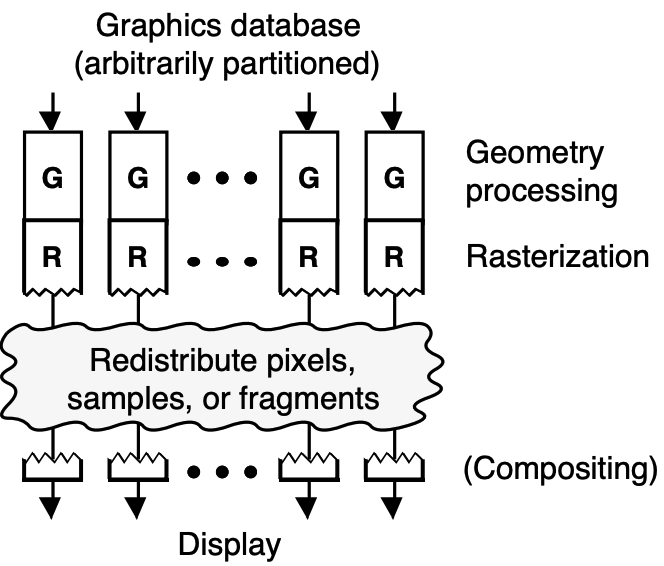 Graphics database
(arbitrarily partitioned)
G G G G
Geometry
processing
R R R R
Rasterization
Redistribute pixels,
samples, or fragments
(Compositing)
Display